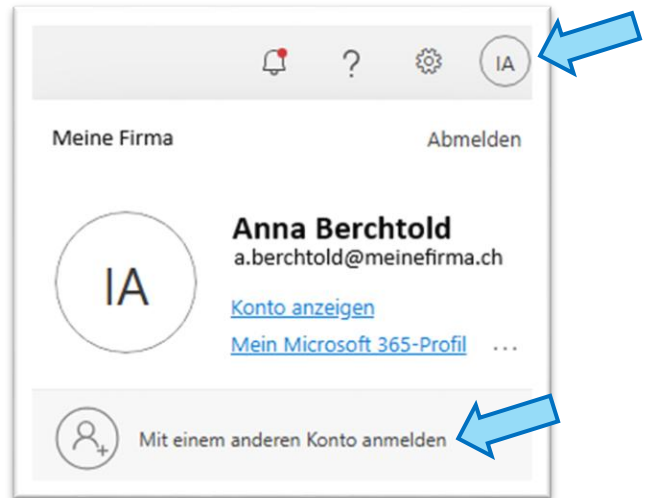 ? IA
Meine Firma Abmelden
Anna Berchtold
a.berchtold@meinefirma.ch
IA
Konto anzeigen
Mein Microsoft 365-Profil ...
Mit einem anderen Konto anmelden